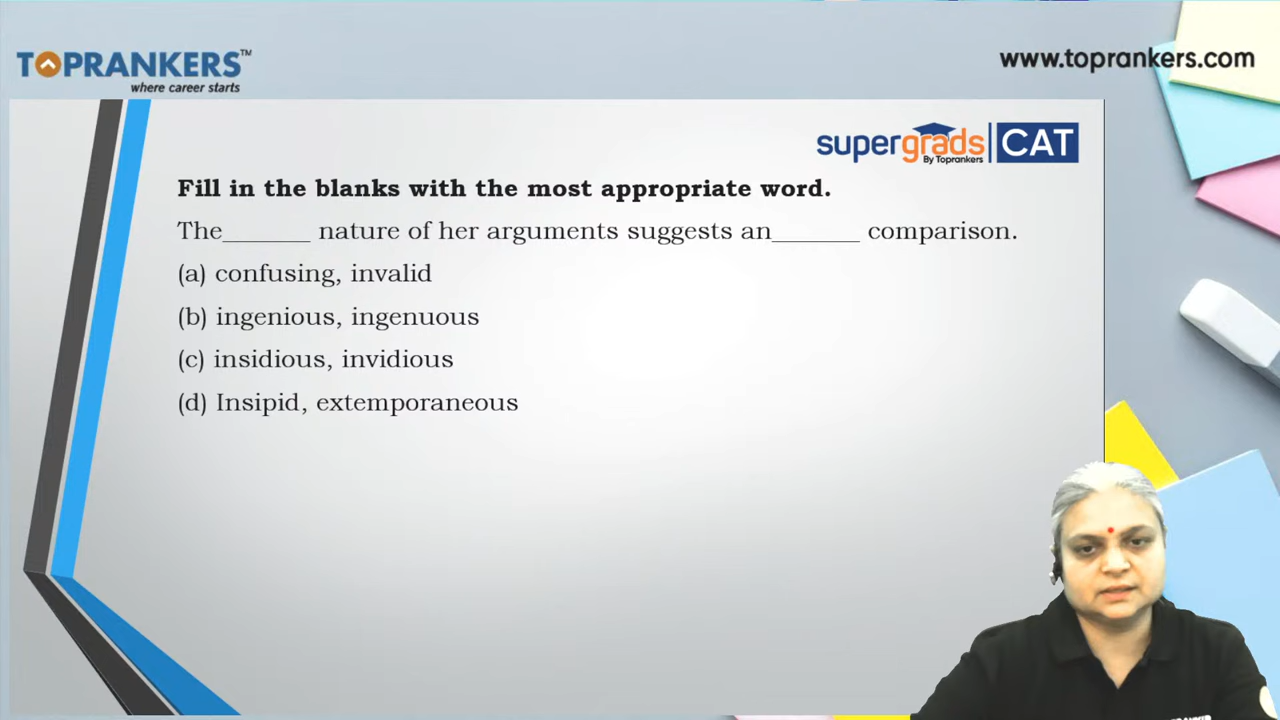 TOPRANKERS™
where career starts
www.toprankers.com
supergrads CAT
By Toprankers
Fill in the blanks with the most appropriate word.
The_______ nature of her arguments suggests an_______ comparison.
(a) confusing, invalid
(b) ingenious, ingenuous
(c) insidious, invidious
(d) Insipid, extemporaneous